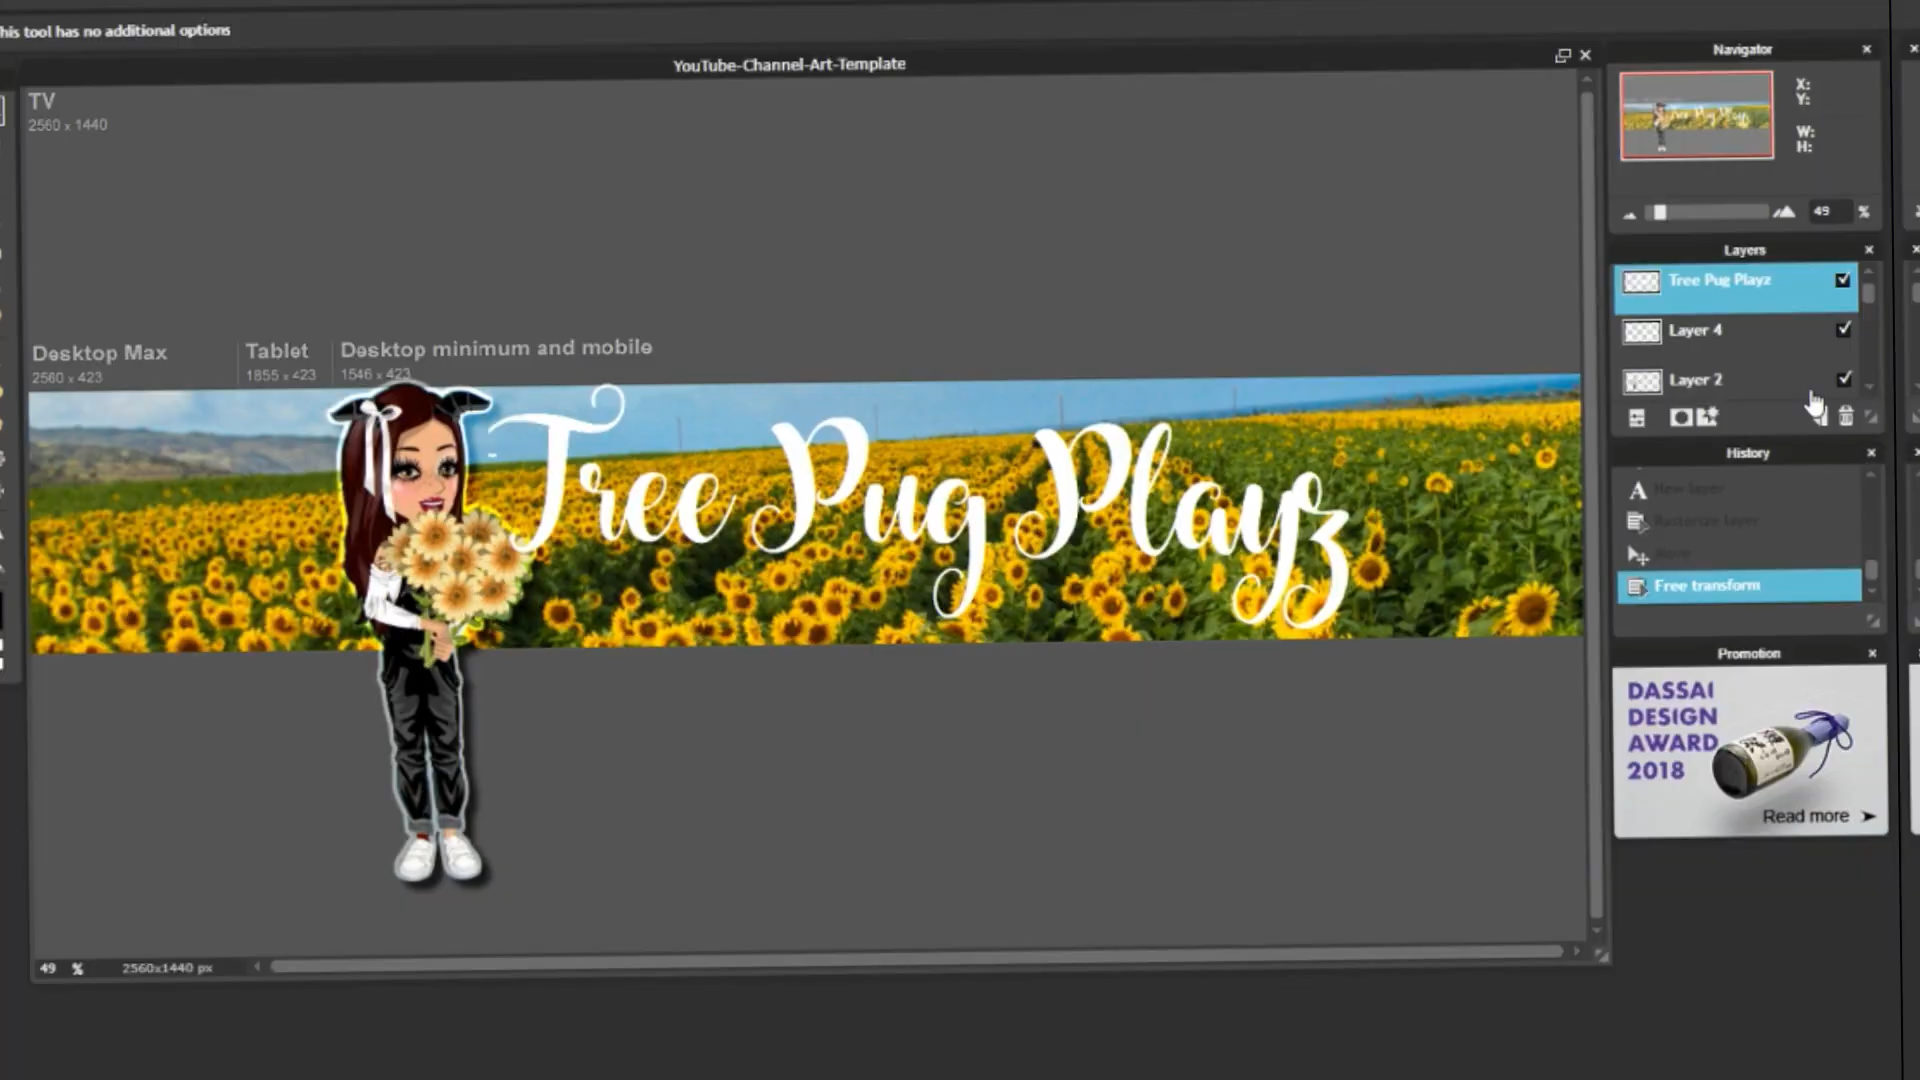 his tool has no additional options
YouTube-Channel-Art-Template
TV
2560 x 1440
Desktop Max
2560 x 423
Tablet
1855 x 423
Desktop minimum and mobile
1546 x 423
Tree Pug Playz
49 %
2560x1440 px
Navigator
X:
Y:
W:
H:
49 %
Layers
Tree Pug Playz
Layer 4
Layer 2
History
New layer
Rasterize layer
Free transform
Promotion
DASSAI
DESIGN
AWARD
2018
Read more